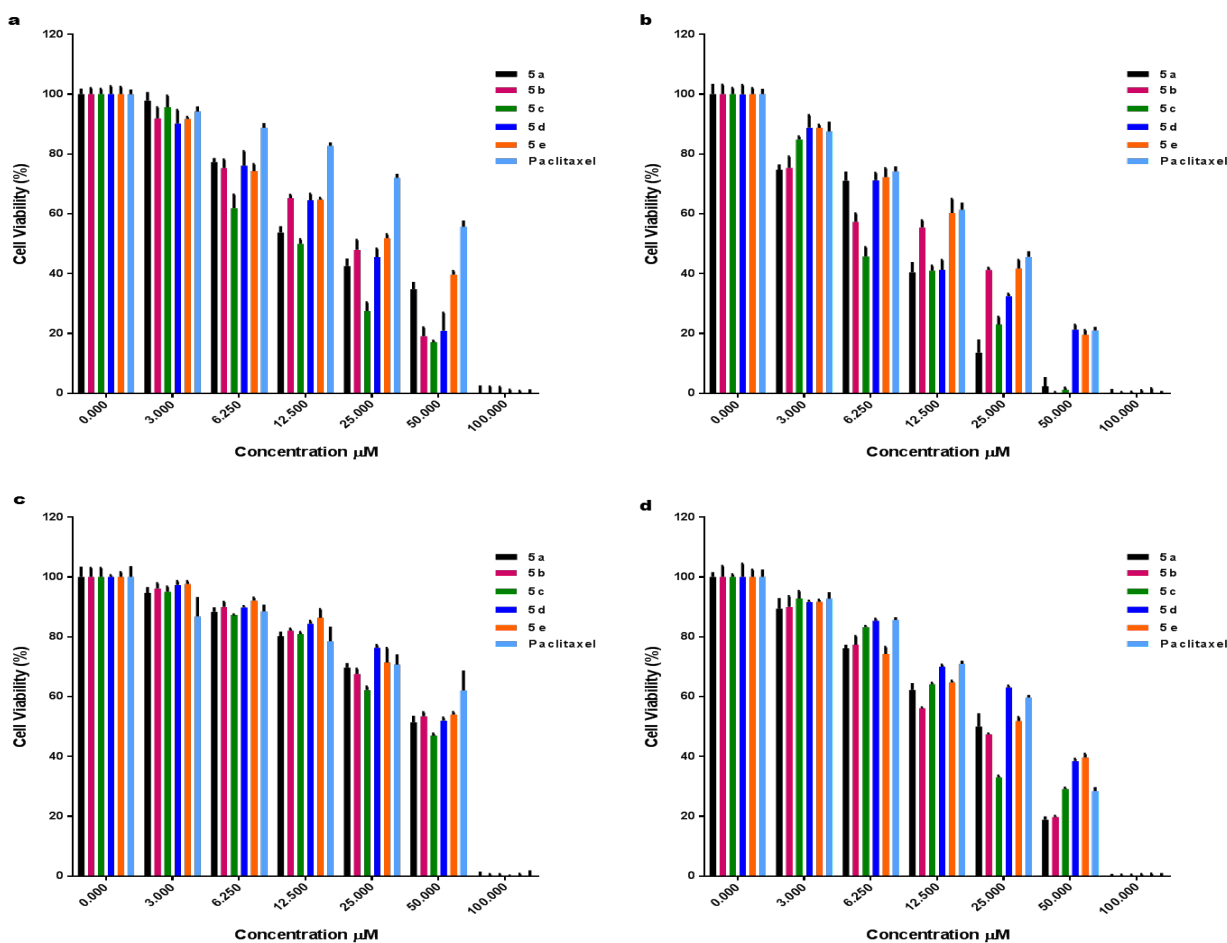 a
120
100
80
60
40
20
0
Cell Viability (%)
0.000 3.000 6.250 12.500 25.000 50.000 100.000
Concentration μM
5a
5b
5c
5d
5e
Paclitaxel
b
120
100
80
60
40
20
0
Cell Viability (%)
0.000 3.000 6.250 12.500 25.000 50.000 100.000
Concentration μM
5a
5b
5c
5d
5e
Paclitaxel
c
120
100
80
60
40
20
0
Cell Viability (%)
0.000 3.000 6.250 12.500 25.000 50.000 100.000
Concentration μM
5a
5b
5c
5d
5e
Paclitaxel
d
120
100
80
60
40
20
0
Cell Viability (%)
0.000 3.000 6.250 12.500 25.000 50.000 100.000
Concentration μM
5a
5b
5c
5d
5e
Paclitaxel